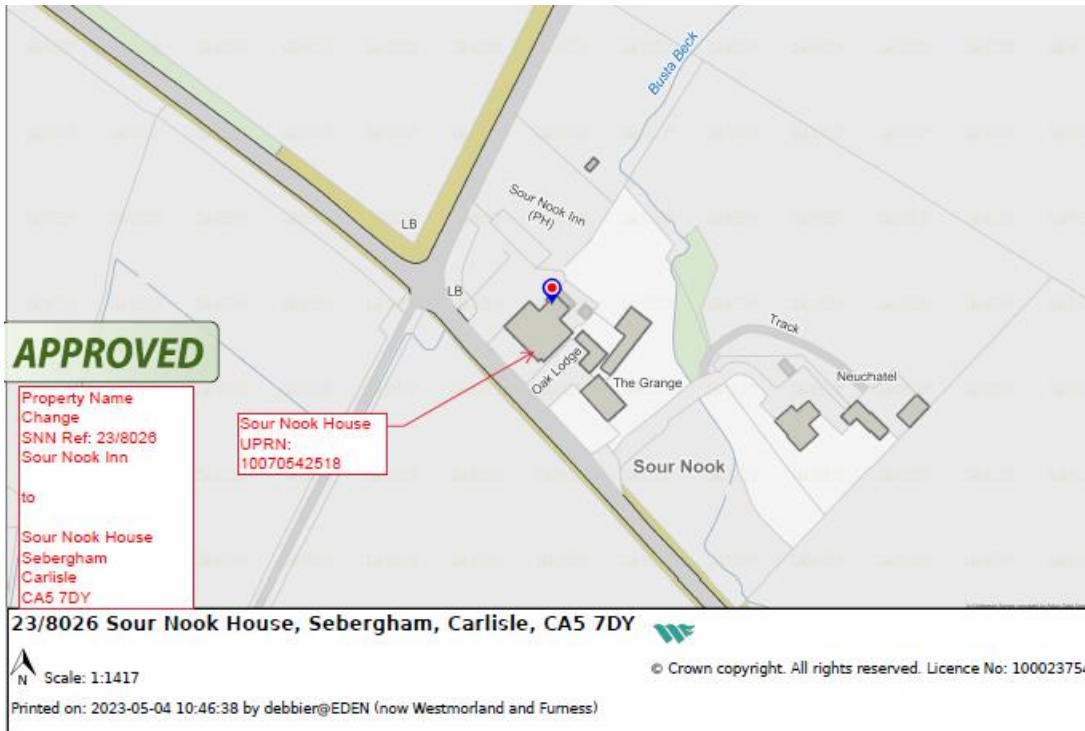 Busta Beck
Sour Nook Inn
(PH)
LB
LB
Track
Oak Lodge
The Grange
Neuchatel
Sour Nook
APPROVED
Property Name
Change
SNN Ref: 23/8026
Sour Nook Inn
to
Sour Nook House
Sebergham
Carlisle
CA5 7DY
Sour Nook House
UPRN:
10070542518
23/8026 Sour Nook House, Sebergham, Carlisle, CA5 7DY
N
Scale: 1:1417
© Crown copyright. All rights reserved. Licence No: 100023754
Printed on: 2023-05-04 10:46:38 by debbier@EDEN (now Westmorland and Furness)